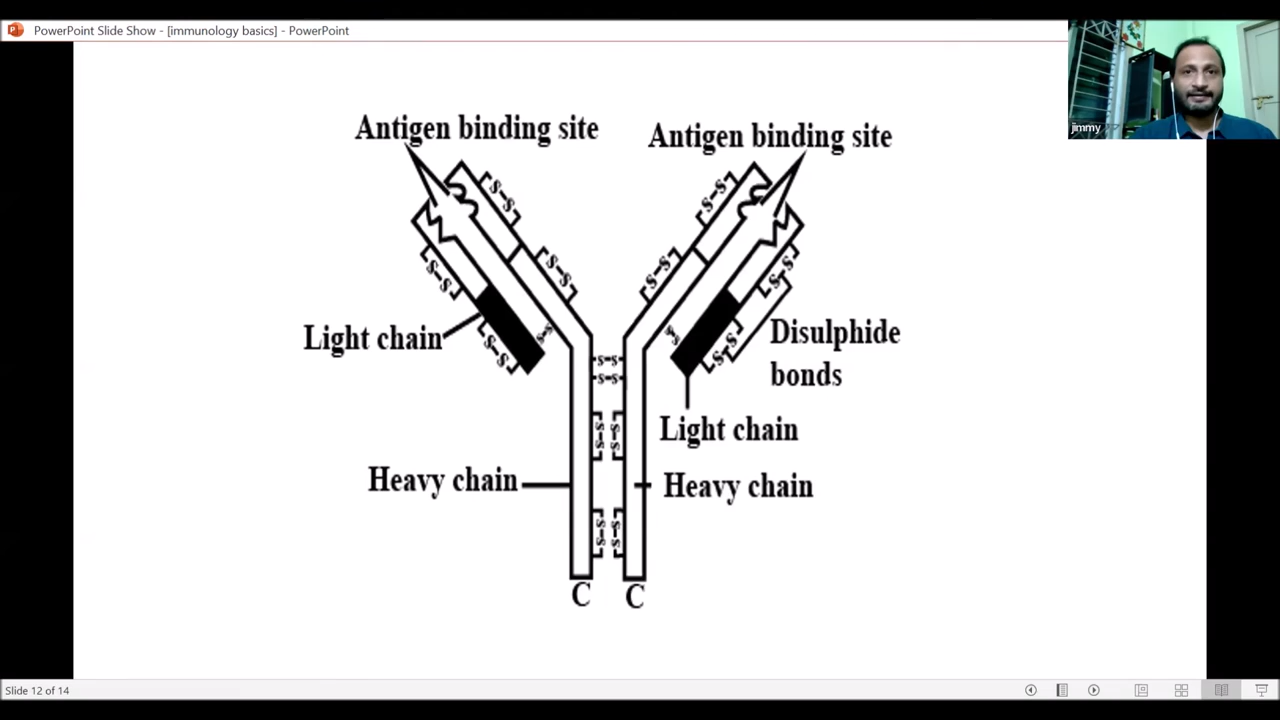 PowerPoint Slide Show - [immunology basics] - PowerPoint
jimmy
Antigen binding site
Antigen binding site
S-S
S-S
S-S
S-S
S-S
S-S
S-S
S-S
S-S
S-S
Light chain
Disulphide
bonds
S-S
S-S
Light chain
S-S
S-S
Heavy chain
Heavy chain
S-S
S-S
C
C
Slide 12 of 14